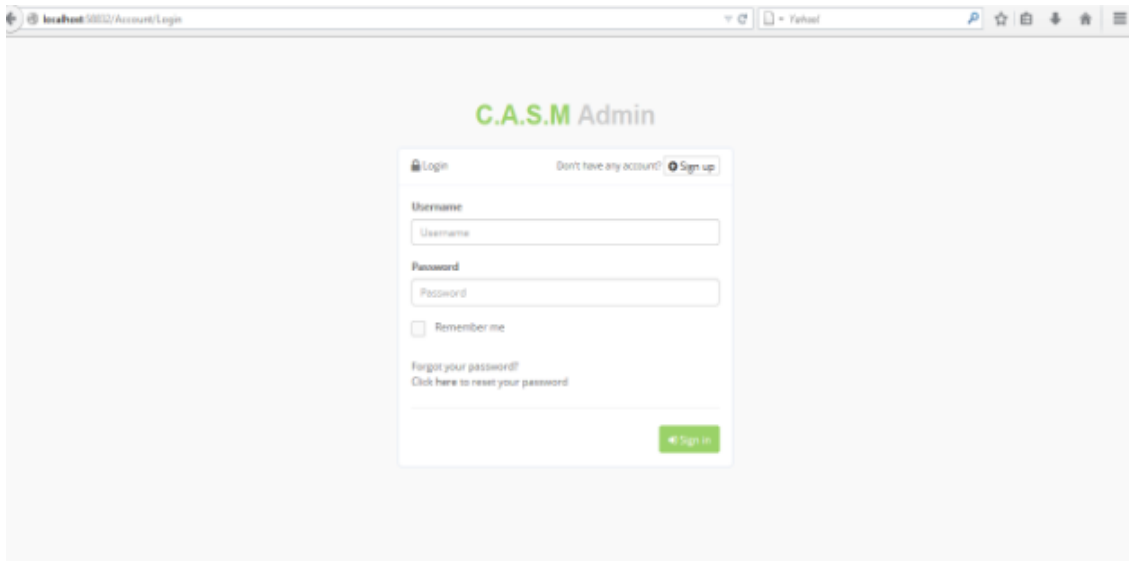 localhost:50032/Account/Login
Yahoo!
C.A.S.M Admin
Login
Don't have any account? Sign up
Username
Username
Password
Password
Remember me
Forgot your password?
Click here to reset your password
Sign in